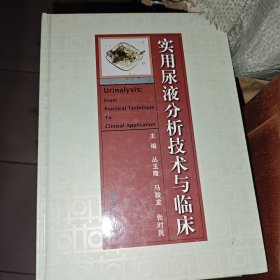 实用尿液分析技术与临床
Urinalysis:
From
Practical Technique
To
Clinical Application
主编 丛玉隆 马骏龙 张时民